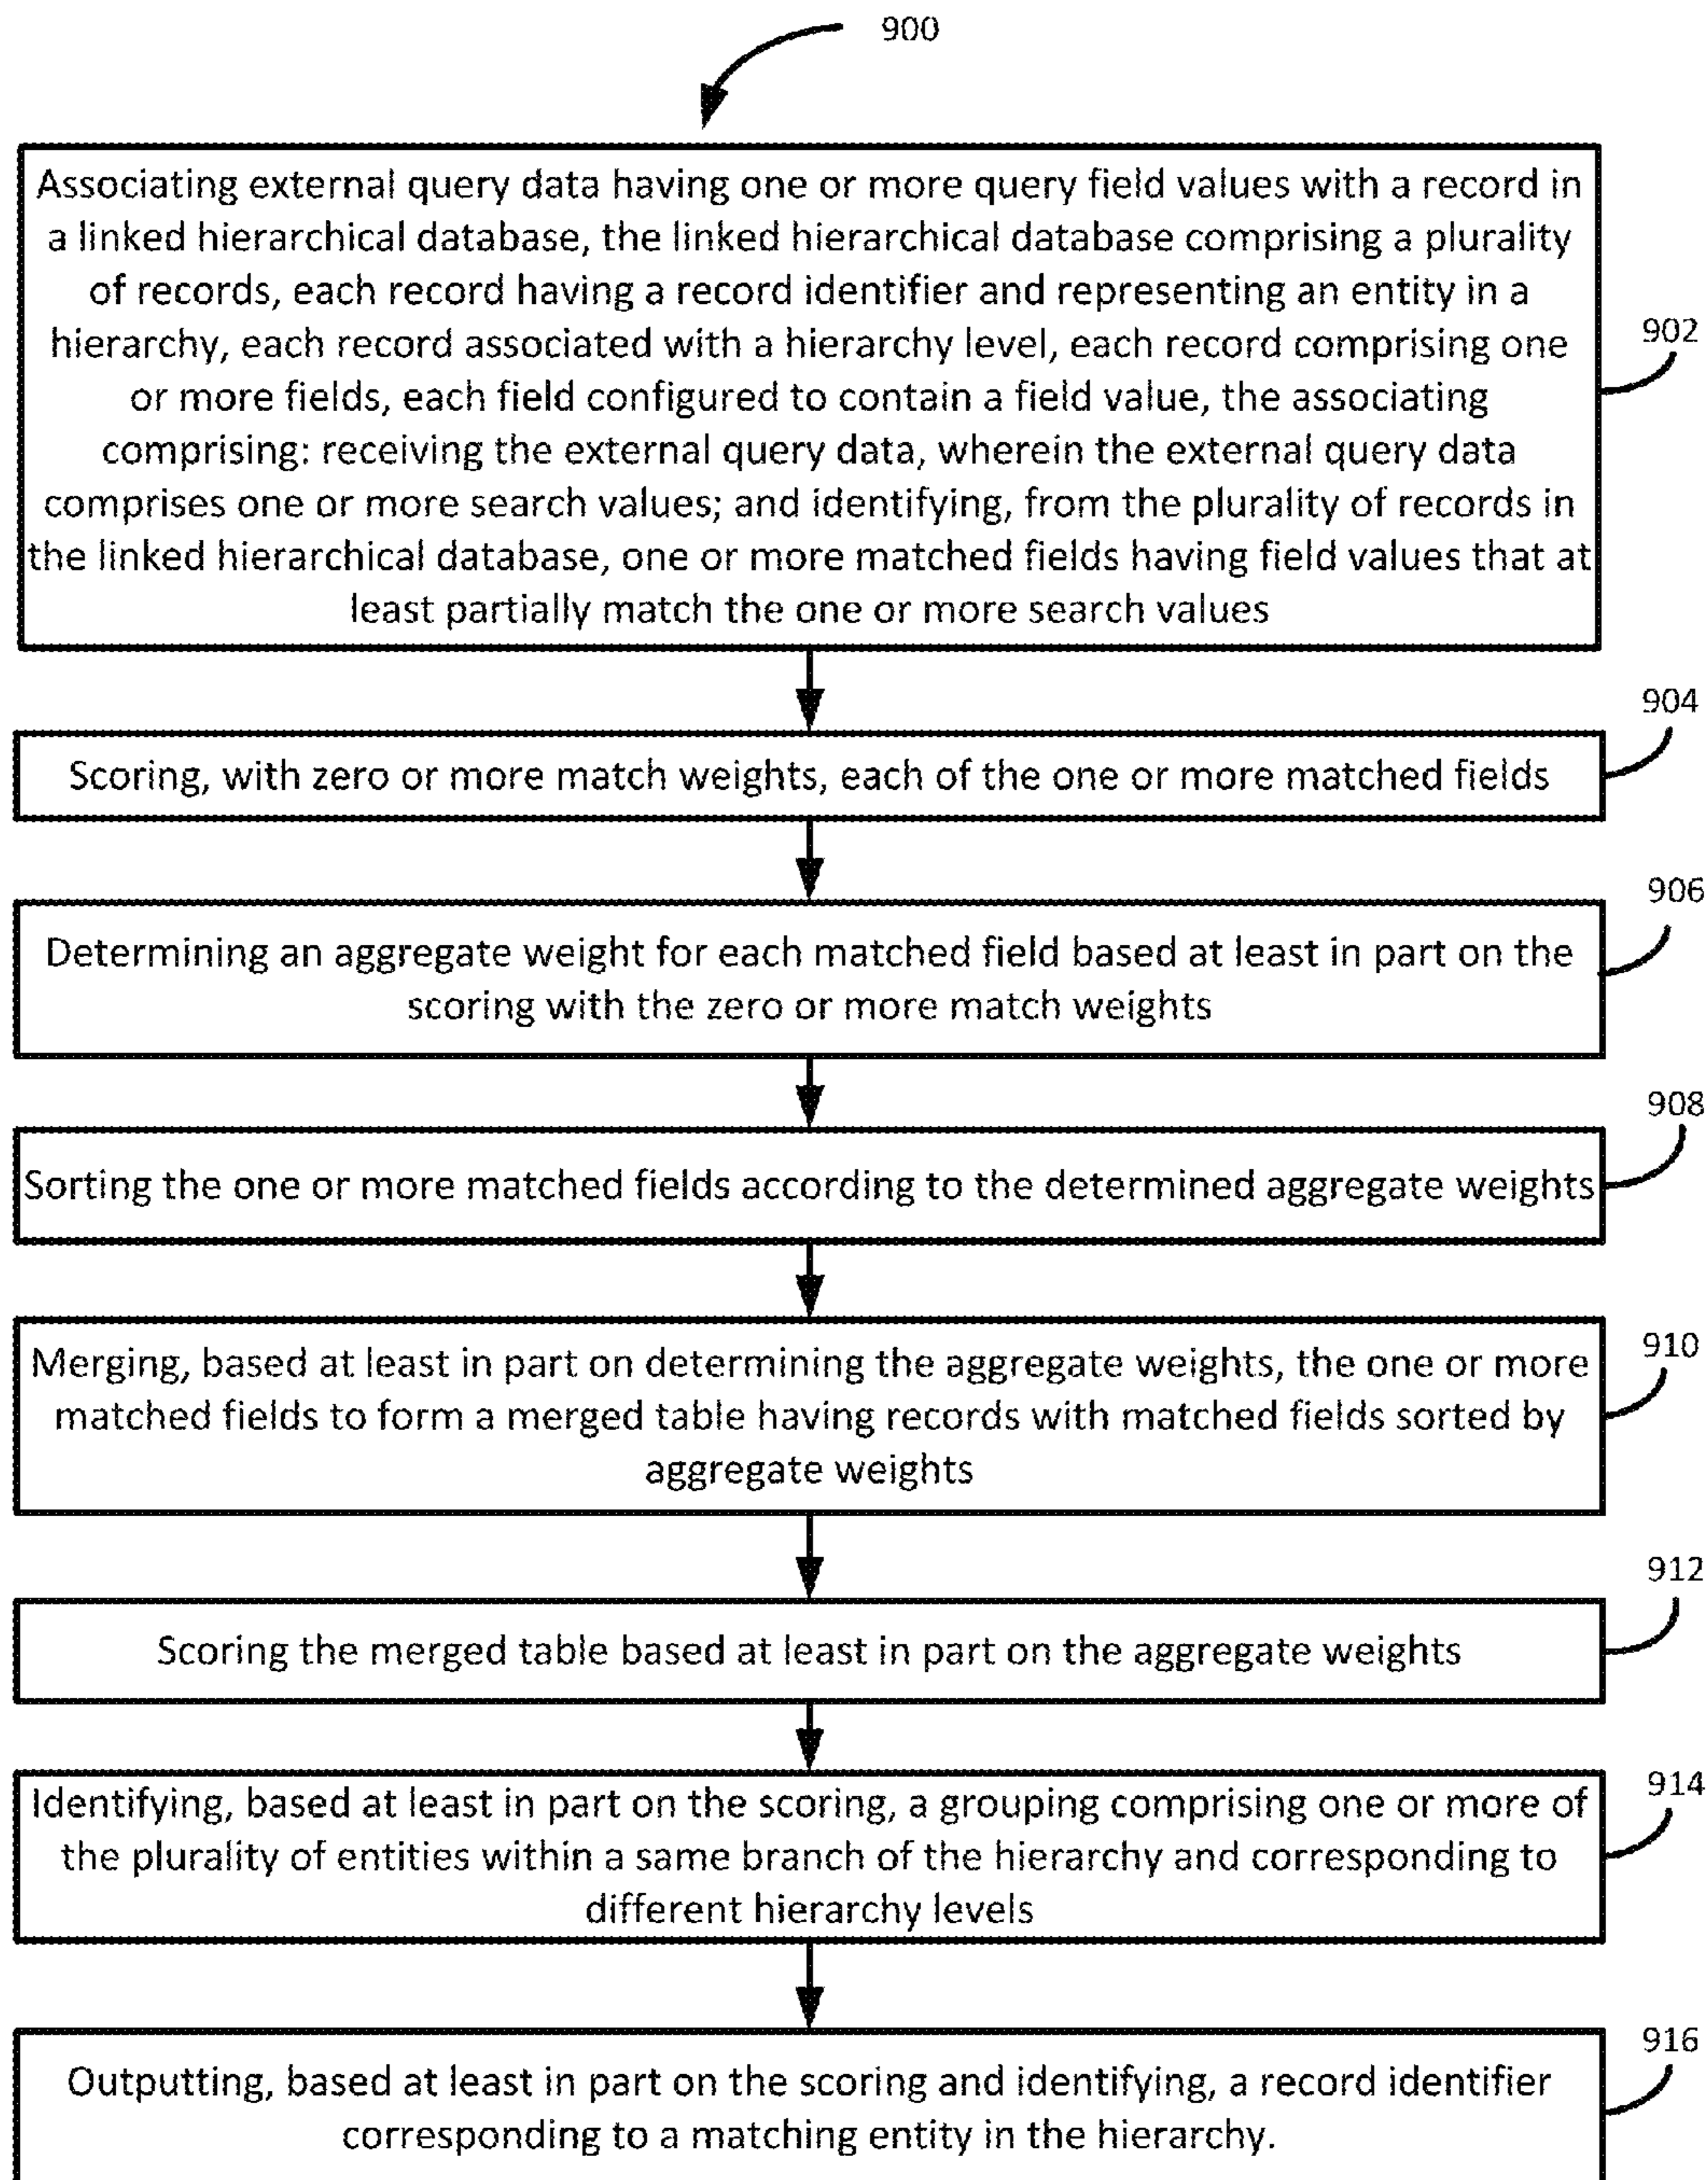 900
Associating external query data having one or more query field values with a record in
a linked hierarchical database, the linked hierarchical database comprising a plurality
of records, each record having a record identifier and representing an entity in a
hierarchy, each record associated with a hierarchy level, each record comprising one
or more fields, each field configured to contain a field value, the associating
comprising: receiving the external query data, wherein the external query data
comprises one or more search values; and identifying, from the plurality of records in
the linked hierarchical database, one or more matched fields having field values that at
least partially match the one or more search values
902
904
Scoring, with zero or more match weights, each of the one or more matched fields
906
Determining an aggregate weight for each matched field based at least in part on the
scoring with the zero or more match weights
908
Sorting the one or more matched fields according to the determined aggregate weights
910
Merging, based at least in part on determining the aggregate weights, the one or more
matched fields to form a merged table having records with matched fields sorted by
aggregate weights
912
Scoring the merged table based at least in part on the aggregate weights
914
Identifying, based at least in part on the scoring, a grouping comprising one or more of
the plurality of entities within a same branch of the hierarchy and corresponding to
different hierarchy levels
916
Outputting, based at least in part on the scoring and identifying, a record identifier
corresponding to a matching entity in the hierarchy.